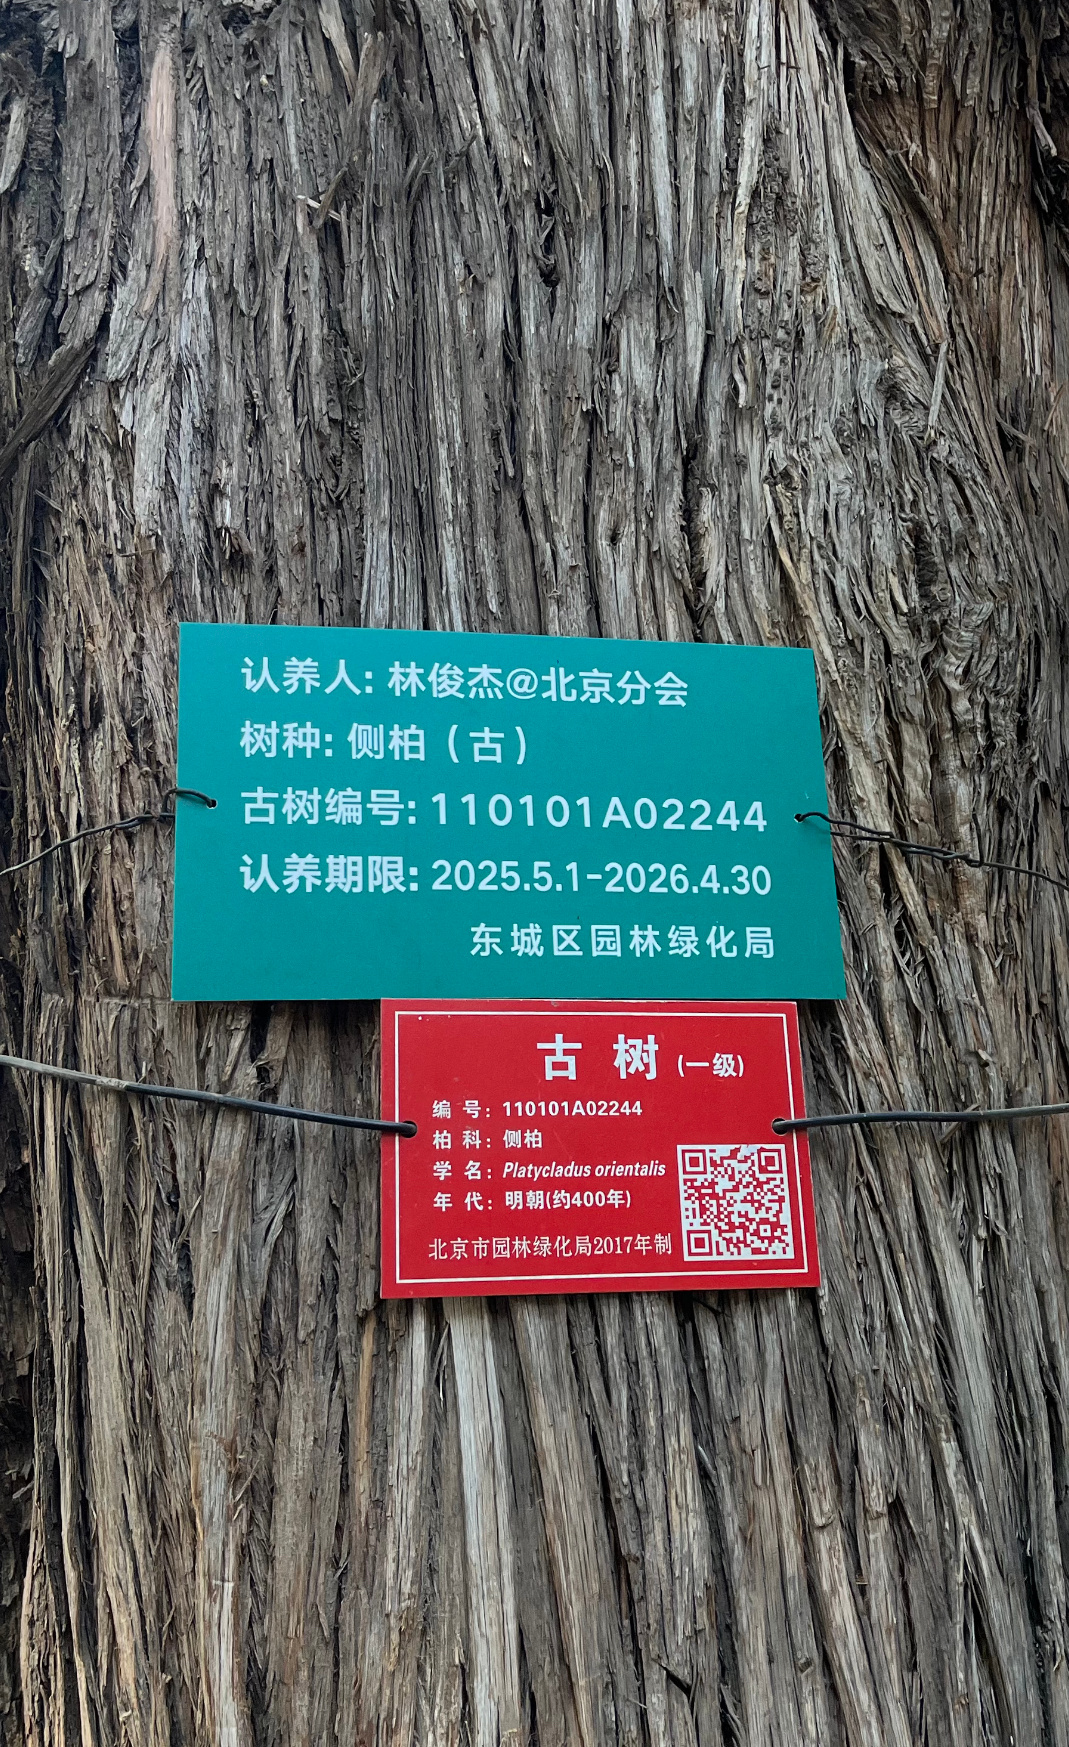 认养人: 林俊杰@北京分会
树种: 侧柏（古）
古树编号: 110101A02244
认养期限: 2025.5.1-2026.4.30
东城区园林绿化局
古 树 (一级)
编 号: 110101A02244
柏 科: 侧柏
学 名: Platycladus orientalis
年 代: 明朝(约400年)
北京市园林绿化局2017年制